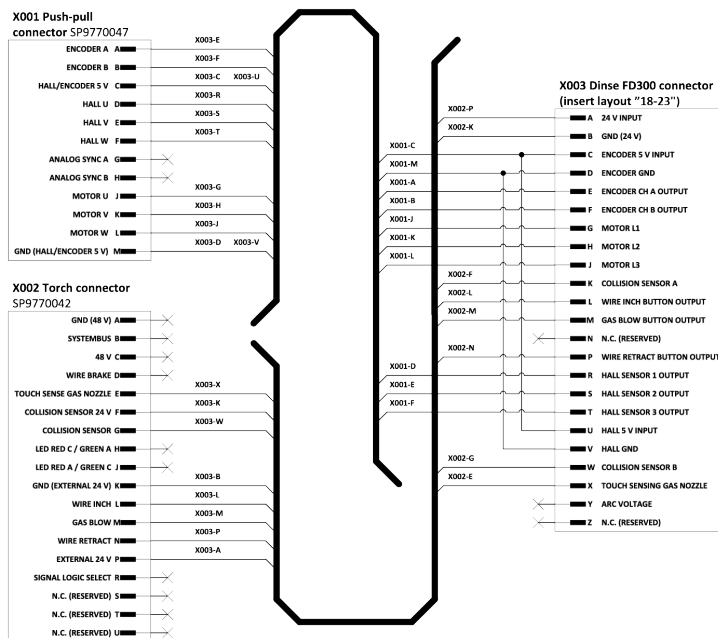 X001 Push-pull
connector SP9770047
ENCODER A A X003-E
ENCODER B B X003-F
HALL/ENCODER 5 V C X003-C X003-U
HALL U D X003-R
HALL V E X003-S
HALL W F X003-T
ANALOG SYNC A G
ANALOG SYNC B H
MOTOR U J X003-G
MOTOR V K X003-H
MOTOR W L X003-J
GND (HALL/ENCODER 5 V) M X003-D X003-V
X002 Torch connector
SP9770042
GND (48 V) A
SYSTEMBUS B
48 V C
WIRE BRAKE D
TOUCH SENSE GAS NOZZLE E X003-X
COLLISION SENSOR 24 V F X003-K
COLLISION SENSOR G X003-W
LED RED C / GREEN A H
LED RED A / GREEN C J
GND (EXTERNAL 24 V) K X003-B
WIRE INCH L X003-L
GAS BLOW M X003-M
WIRE RETRACT N X003-P
EXTERNAL 24 V P X003-A
SIGNAL LOGIC SELECT R
N.C. (RESERVED) S
N.C. (RESERVED) T
N.C. (RESERVED) U
X003 Dinse FD300 connector
(insert layout "18-23")
X002-P A 24 V INPUT
X002-K B GND (24 V)
X001-C C ENCODER 5 V INPUT
X001-M D ENCODER GND
X001-A E ENCODER CH A OUTPUT
X001-B F ENCODER CH B OUTPUT
X001-J G MOTOR L1
X001-K H MOTOR L2
X001-L J MOTOR L3
X002-F K COLLISION SENSOR A
X002-L L WIRE INCH BUTTON OUTPUT
X002-M M GAS BLOW BUTTON OUTPUT
N N.C. (RESERVED)
X002-N P WIRE RETRACT BUTTON OUTPUT
X001-D R HALL SENSOR 1 OUTPUT
X001-E S HALL SENSOR 2 OUTPUT
X001-F T HALL SENSOR 3 OUTPUT
U HALL 5 V INPUT
V HALL GND
X002-G W COLLISION SENSOR B
X002-E X TOUCH SENSING GAS NOZZLE
Y ARC VOLTAGE
Z N.C. (RESERVED)